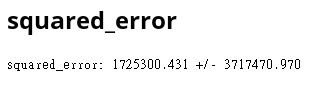 squared_error
squared_error: 1725300.431 +/- 3717470.970